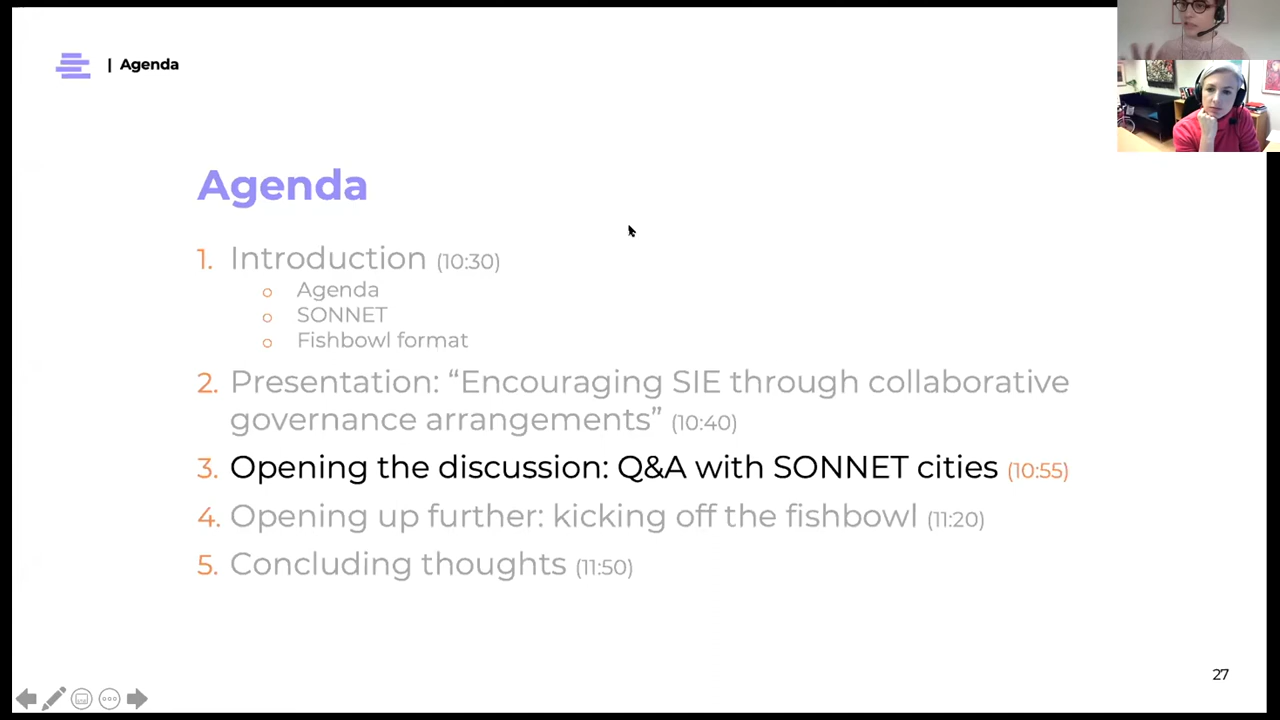 | Agenda
Agenda
1. Introduction (10:30)
Agenda
SONNET
Fishbowl format
2. Presentation: “Encouraging SIE through collaborative
governance arrangements” (10:40)
3. Opening the discussion: Q&A with SONNET cities (10:55)
4. Opening up further: kicking off the fishbowl (11:20)
5. Concluding thoughts (11:50)
27